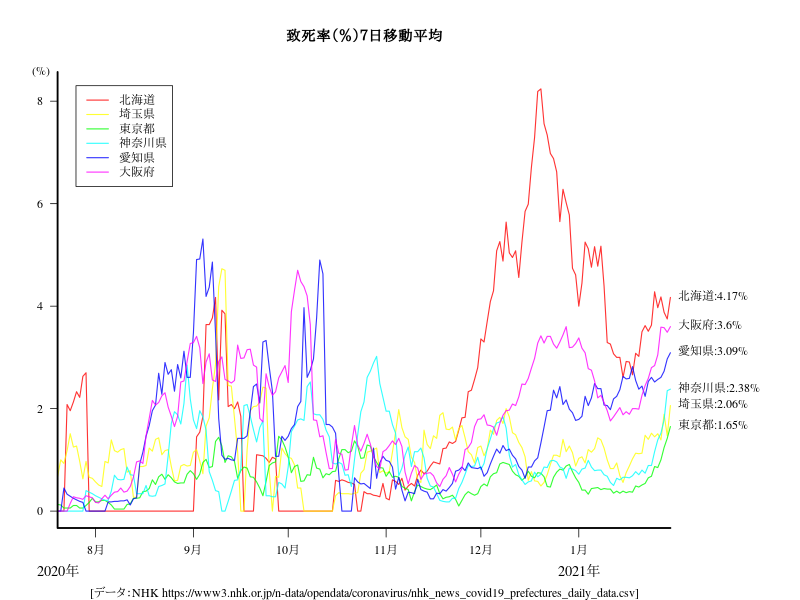 致死率(%)7日移動平均
(%)
8
6
4
2
0
北海道
埼玉県
東京都
神奈川県
愛知県
大阪府
北海道:4.17%
大阪府:3.6%
愛知県:3.09%
神奈川県:2.38%
埼玉県:2.06%
東京都:1.65%
8月 9月 10月 11月 12月 1月
2020年 2021年
[データ:NHK https://www3.nhk.or.jp/n-data/opendata/coronavirus/nhk_news_covid19_prefectures_daily_data.csv]